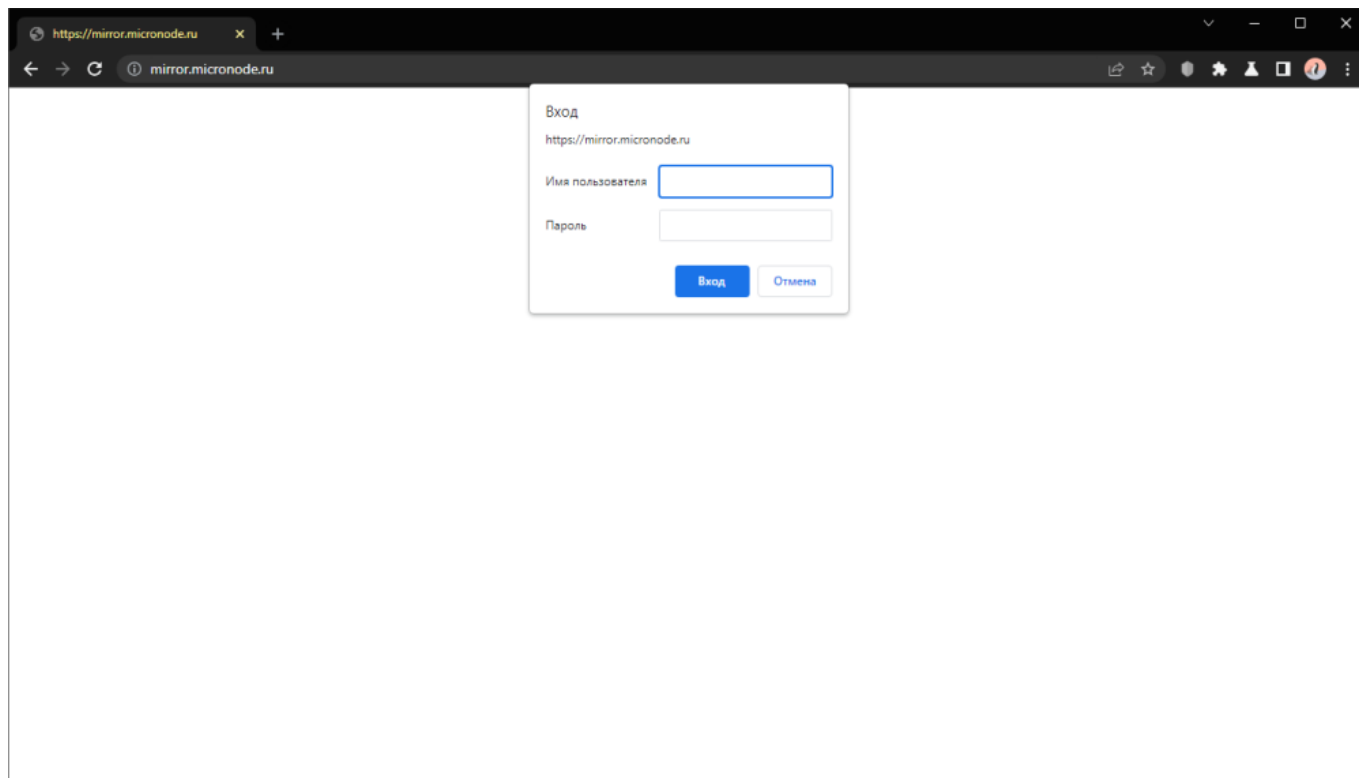 https://mirror.micronode.ru
mirror.micronode.ru
Вход
https://mirror.micronode.ru
Имя пользователя
Пароль
Вход Отмена